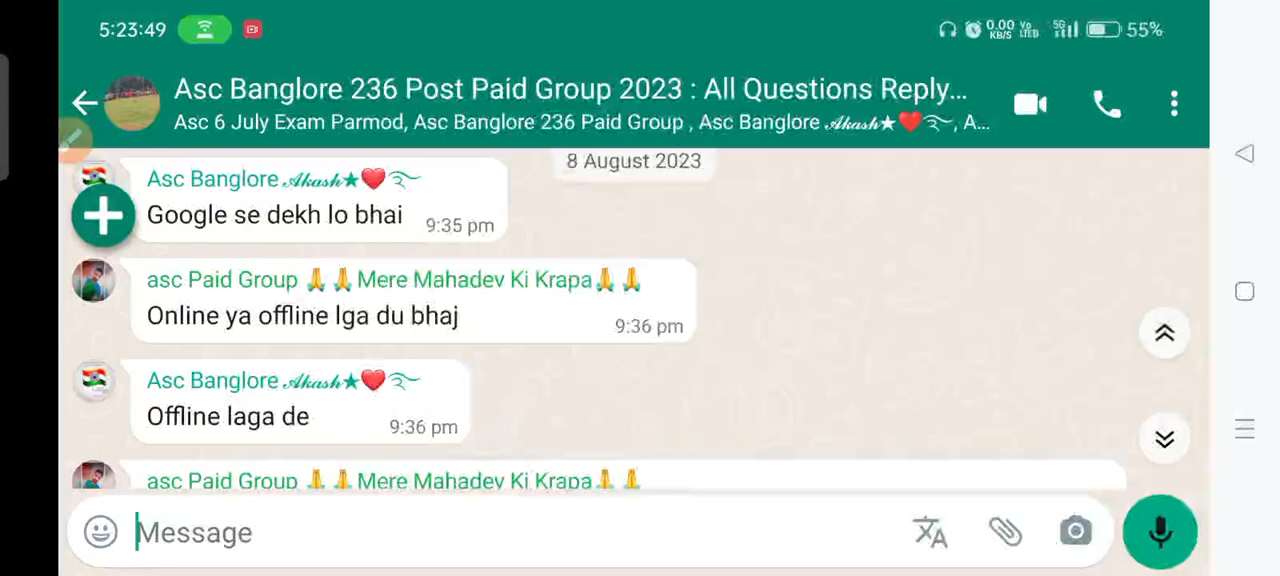 5:23:49
0.00 KB/S Vo LTED 5G 55%
Asc Banglore 236 Post Paid Group 2023 : All Questions Reply...
Asc 6 July Exam Parmod, Asc Banglore 236 Paid Group , Asc Banglore 𝓐𝓴𝓪𝓼𝓱★❤️࿐, A...
8 August 2023
Asc Banglore 𝓐𝓴𝓪𝓼𝓱★❤️࿐
Google se dekh lo bhai 9:35 pm
asc Paid Group 🙏🙏Mere Mahadev Ki Krapa🙏🙏
Online ya offline lga du bhaj 9:36 pm
Asc Banglore 𝓐𝓴𝓪𝓼𝓱★❤️࿐
Offline laga de 9:36 pm
asc Paid Group 🙏🙏Mere Mahadev Ki Krapa🙏🙏
Message